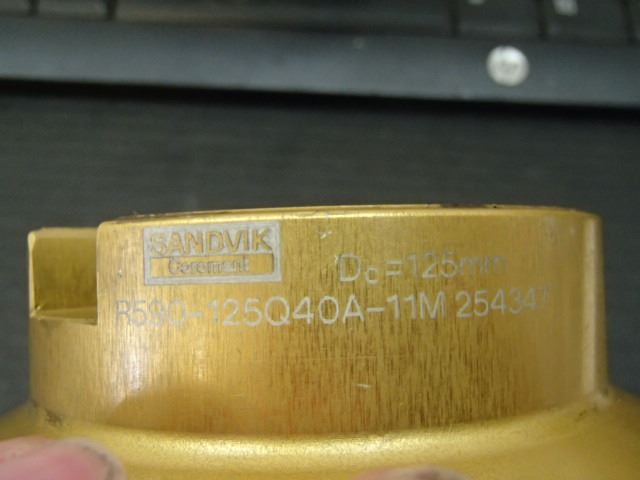 SANDVIK
Coromant
Dc=125mm
R590-125Q40A-11M 254347